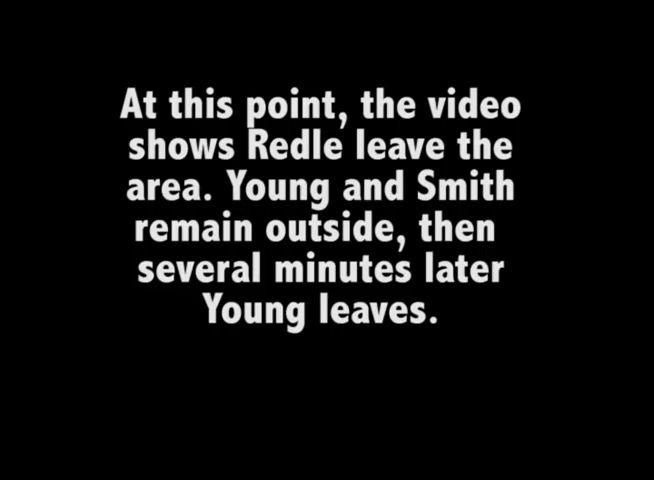 At this point, the video
shows Redle leave the
area. Young and Smith
remain outside, then
several minutes later
Young leaves.